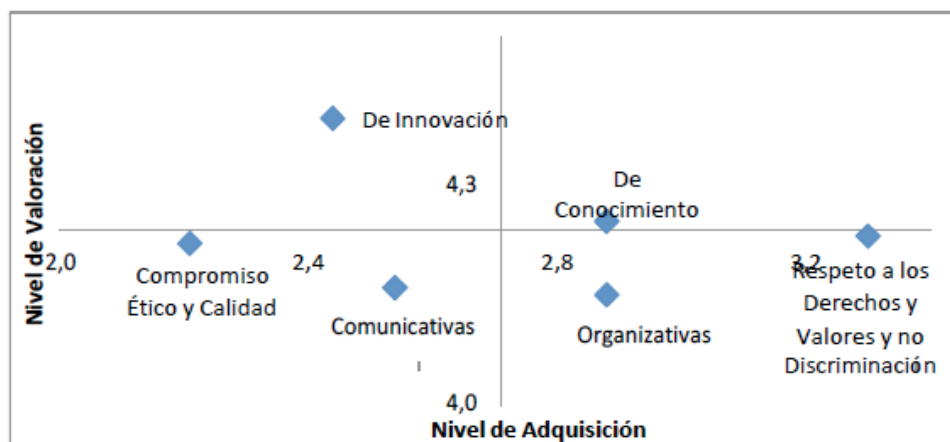 Nivel de Valoración
De Innovación
4,3
De
Conocimiento
2,0
2,4
2,8
3,2
Compromiso
Ético y Calidad
Comunicativas
Organizativas
Respeto a los
Derechos y
Valores y no
Discriminación
4,0
Nivel de Adquisición